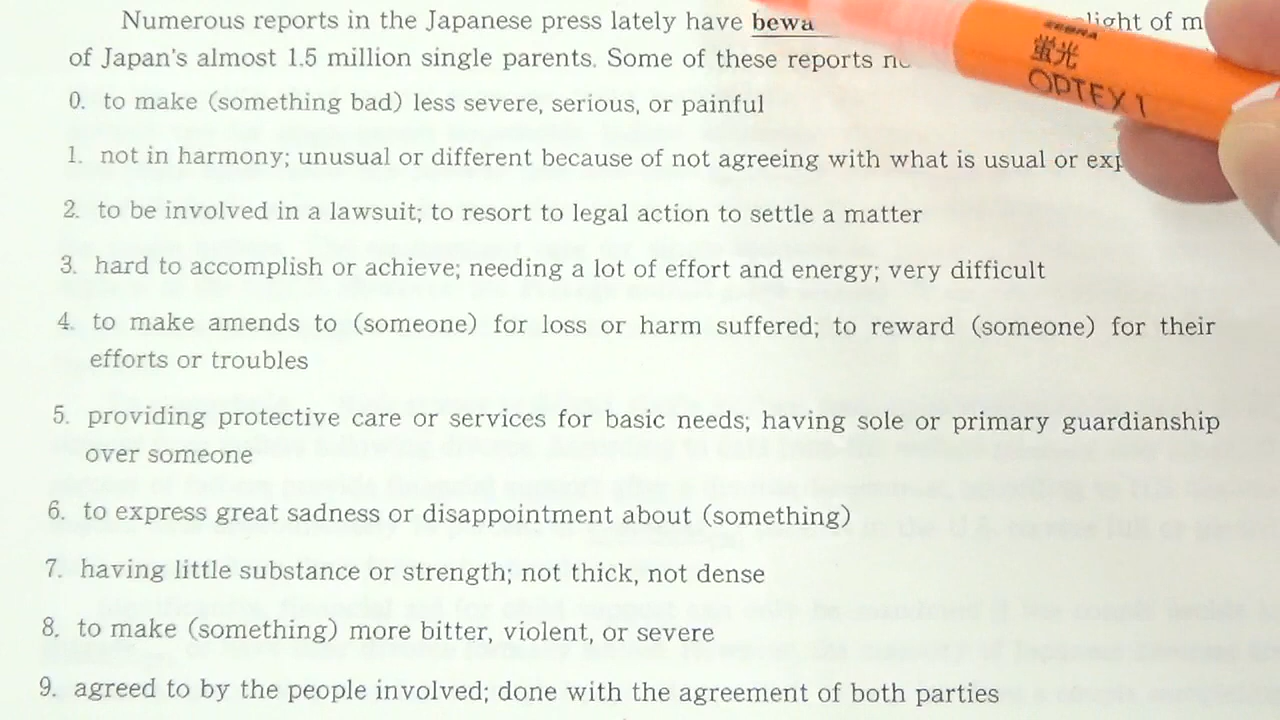 Numerous reports in the Japanese press lately have bewa light of m
of Japan's almost 1.5 million single parents. Some of these reports
0. to make (something bad) less severe, serious, or painful
1. not in harmony; unusual or different because of not agreeing with what is usual or exp
2. to be involved in a lawsuit; to resort to legal action to settle a matter
3. hard to accomplish or achieve; needing a lot of effort and energy; very difficult
4. to make amends to (someone) for loss or harm suffered; to reward (someone) for their
efforts or troubles
5. providing protective care or services for basic needs; having sole or primary guardianship
over someone
6. to express great sadness or disappointment about (something)
7. having little substance or strength; not thick, not dense
8. to make (something) more bitter, violent, or severe
9. agreed to by the people involved; done with the agreement of both parties
ZEBRA
蛍光
OPTEX 1